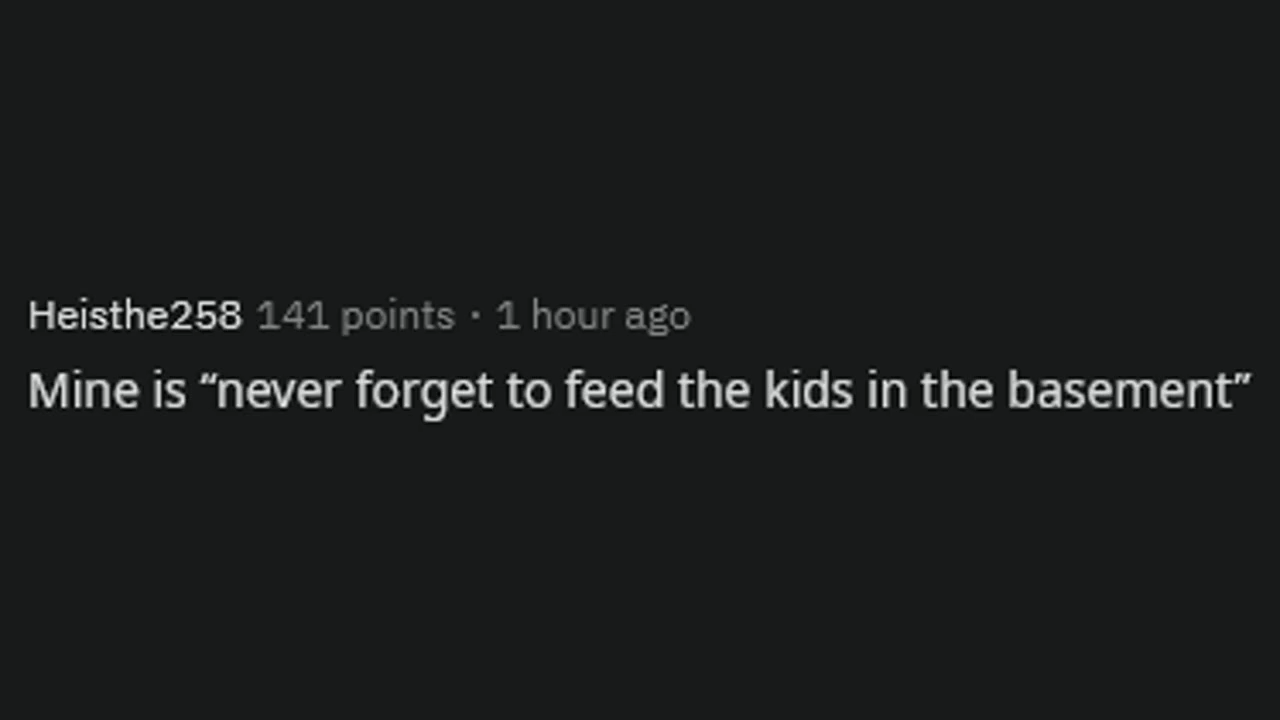 Heisthe258 141 points · 1 hour ago
Mine is “never forget to feed the kids in the basement”